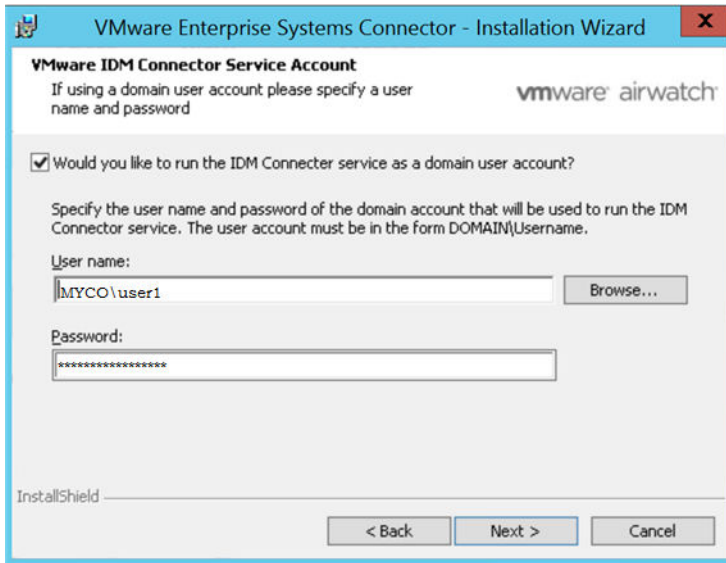 VMware Enterprise Systems Connector - Installation Wizard
X
VMware IDM Connector Service Account
If using a domain user account please specify a user
name and password
vmware airwatch
Would you like to run the IDM Connecter service as a domain user account?
Specify the user name and password of the domain account that will be used to run the IDM
Connector service. The user account must be in the form DOMAIN\Username.
User name:
MYCO\user1
Browse...
Password:
*****************
InstallShield
< Back
Next >
Cancel